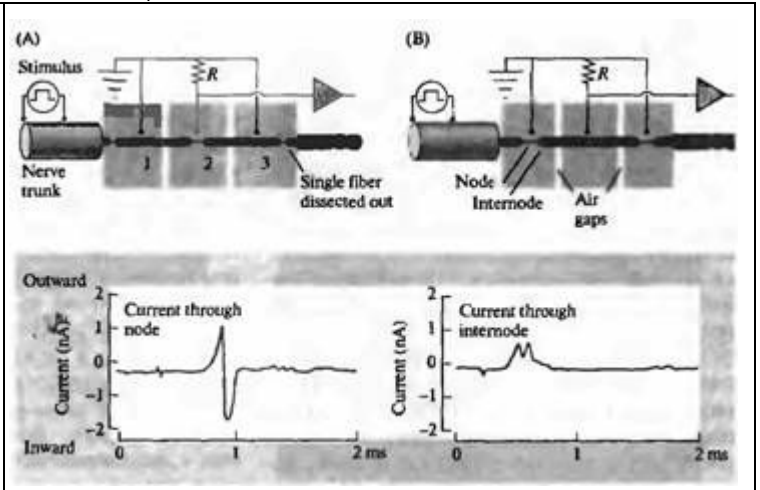 (A)
(B)
Stimulus
R
R
1
2
3
Nerve
trunk
Single fiber
dissected out
Node
Internode
Air
gaps
Outward
Current through
node
Current through
internode
Current (nA)
Current (nA)
2
1
0
−1
−2
2
1
0
−1
−2
Inward
0
1
2 ms
1
2 ms